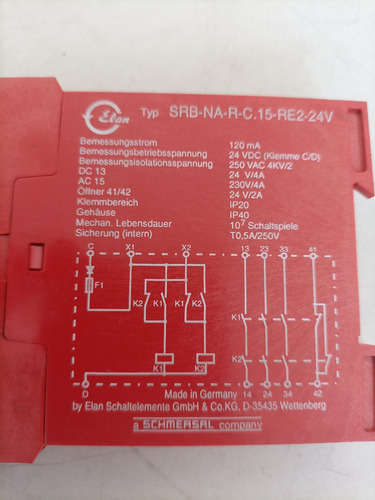 Elan Typ SRB-NA-R-C.15-RE2-24V
Bemessungsstrom 120 mA
Bemessungsbetriebsspannung 24 VDC (Klemme C/D)
Bemessungsisolationsspannung 250 VAC 4KV/2
DC 13 24 V/4A
AC 15 230V/4A
Öffner 41/42 24 V/2A
Klemmbereich IP20
Gehäuse IP40
Mechan. Lebensdauer 10⁷ Schaltspiele
Sicherung (intern) T0,5A/250V
C X1 X2 13 23 33 41
F1
K2 K1 K1 K2
K1
K2
K1 K2
D 14 24 34 42
Made in Germany
by Elan Schaltelemente GmbH & Co.KG, D-35435 Wettenberg
a SCHMERSAL company